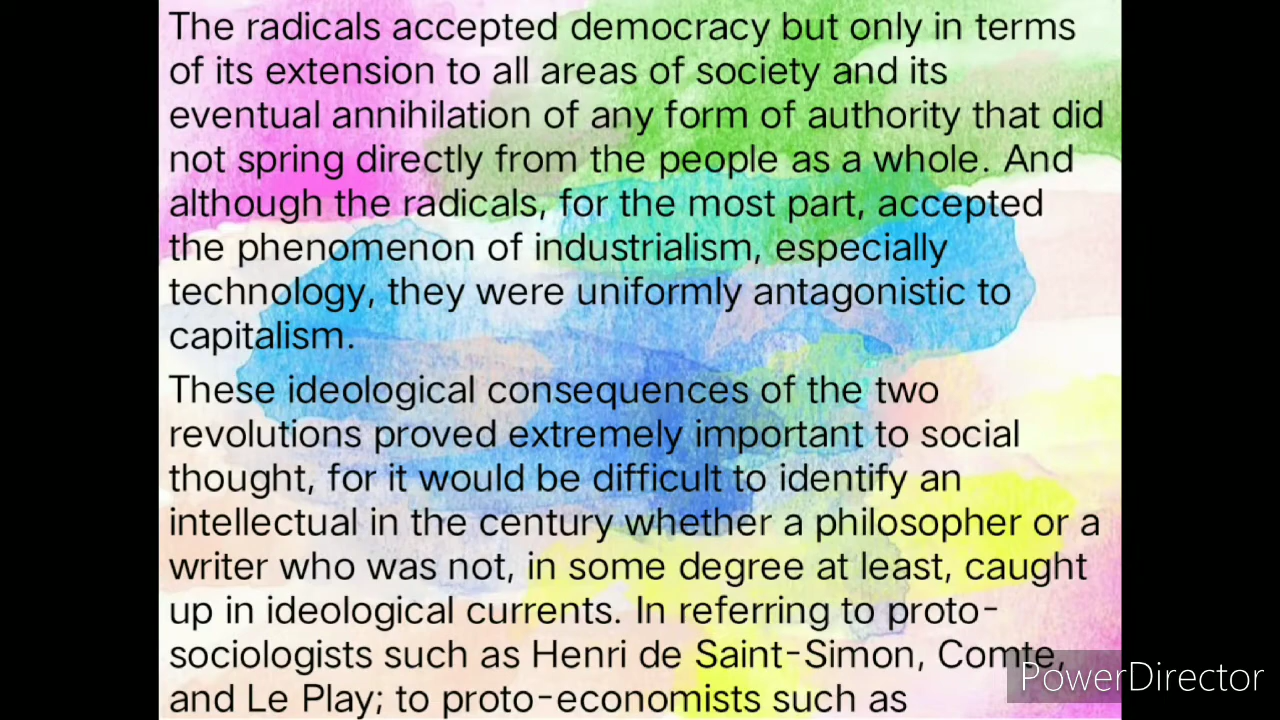 The radicals accepted democracy but only in terms
of its extension to all areas of society and its
eventual annihilation of any form of authority that did
not spring directly from the people as a whole. And
although the radicals, for the most part, accepted
the phenomenon of industrialism, especially
technology, they were uniformly antagonistic to
capitalism.
These ideological consequences of the two
revolutions proved extremely important to social
thought, for it would be difficult to identify an
intellectual in the century whether a philosopher or a
writer who was not, in some degree at least, caught
up in ideological currents. In referring to proto-
sociologists such as Henri de Saint-Simon, Comte,
and Le Play; to proto-economists such as
PowerDirector